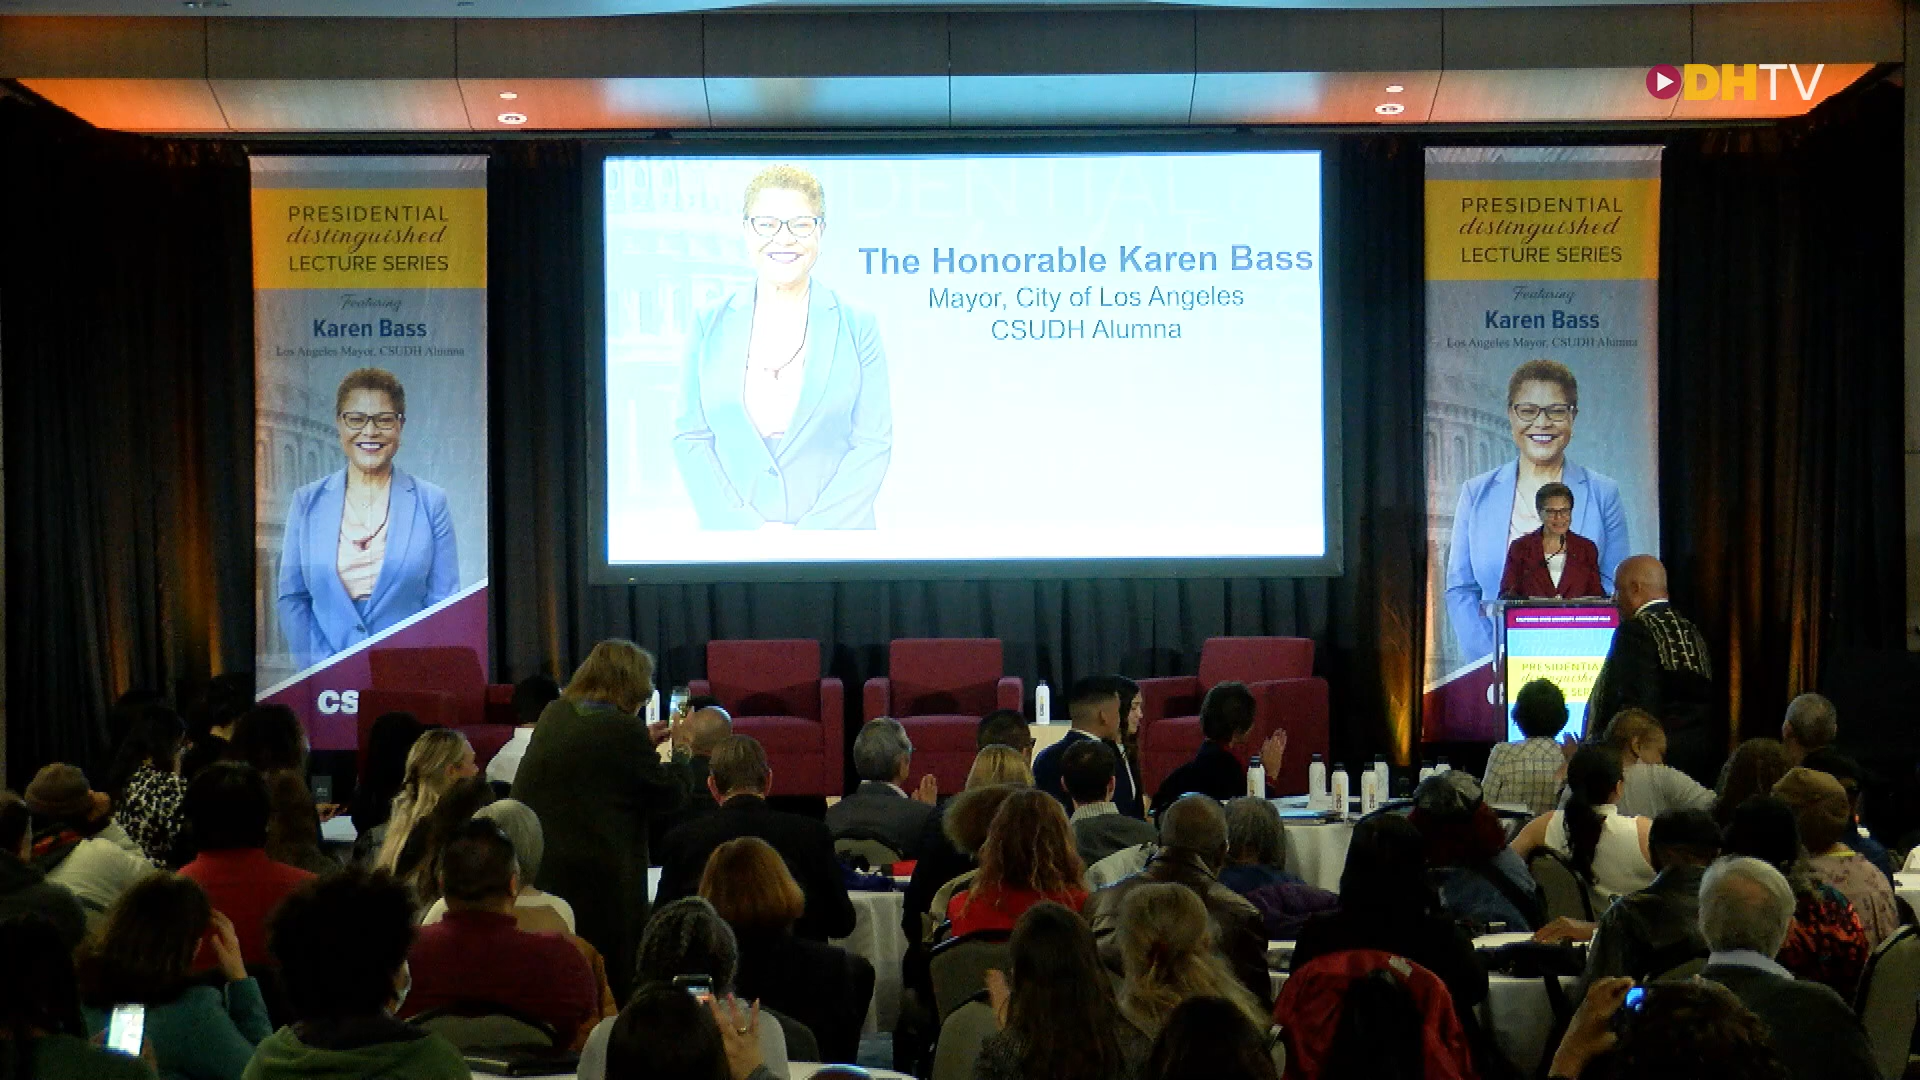 DHTV
PRESIDENTIAL
distinguished
LECTURE SERIES
Featuring
Karen Bass
Los Angeles Mayor, CSUDH Alumna
CS
The Honorable Karen Bass
Mayor, City of Los Angeles
CSUDH Alumna
PRESIDENTIAL
distinguished
LECTURE SERIES
Featuring
Karen Bass
Los Angeles Mayor, CSUDH Alumna
PRESIDENTIA